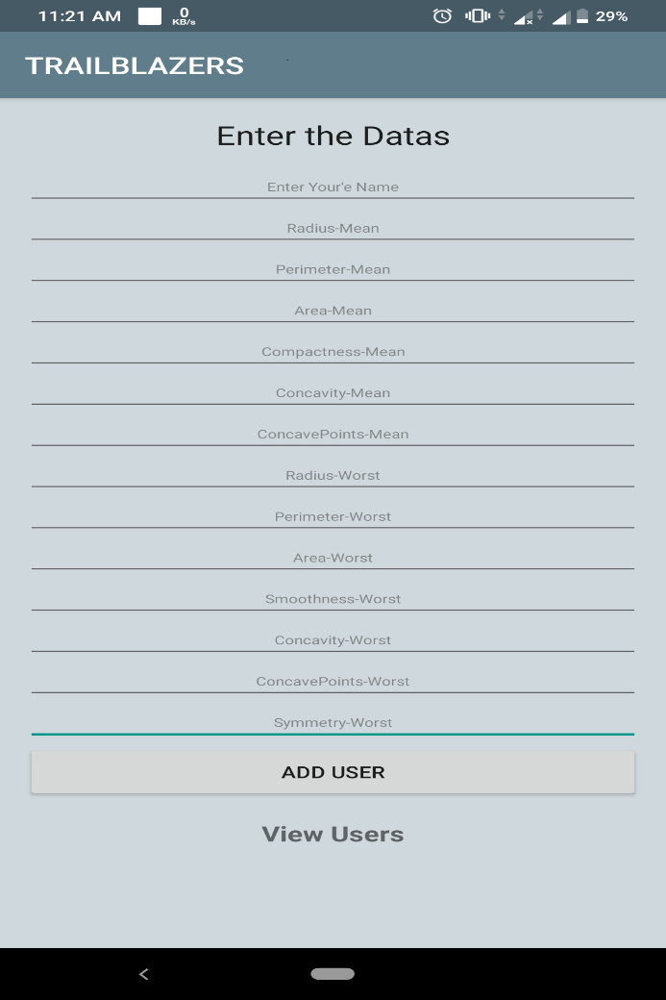 11:21 AM 0 KB/s 29%
TRAILBLAZERS
Enter the Datas
Enter Your'e Name
Radius-Mean
Perimeter-Mean
Area-Mean
Compactness-Mean
Concavity-Mean
ConcavePoints-Mean
Radius-Worst
Perimeter-Worst
Area-Worst
Smoothness-Worst
Concavity-Worst
ConcavePoints-Worst
Symmetry-Worst
ADD USER
View Users